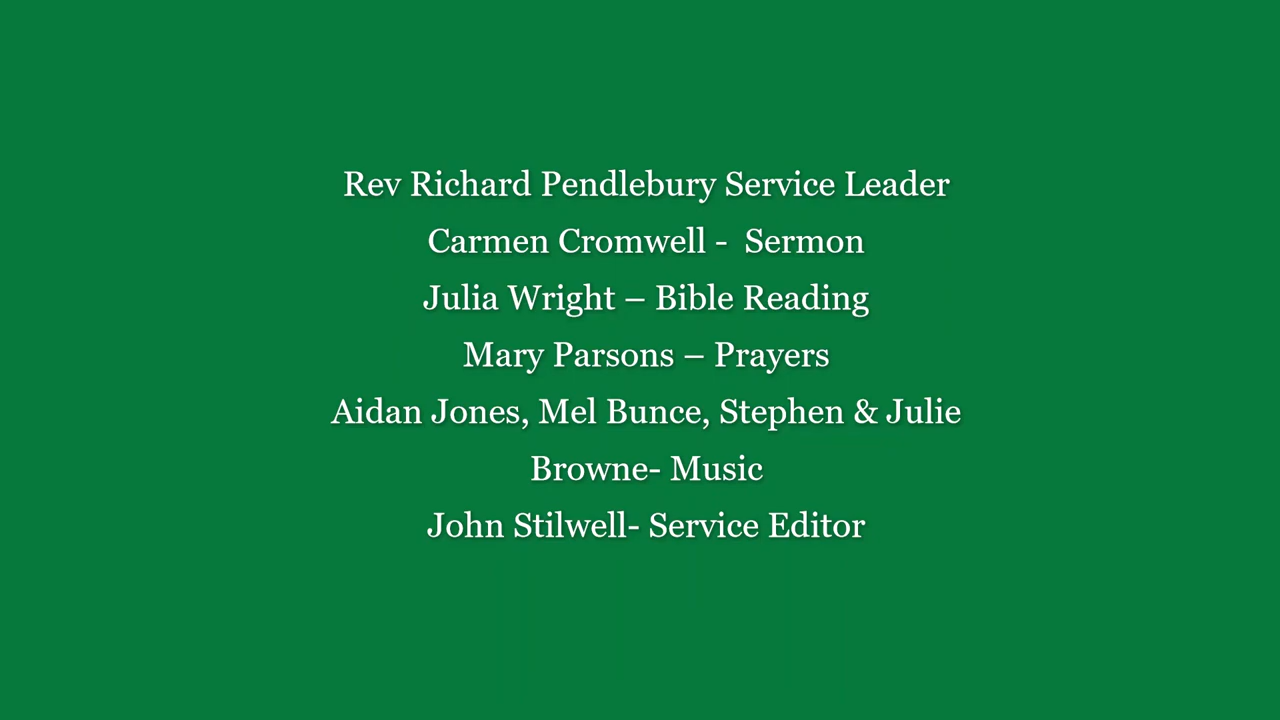 Rev Richard Pendlebury Service Leader
Carmen Cromwell -  Sermon
Julia Wright – Bible Reading
Mary Parsons – Prayers
Aidan Jones, Mel Bunce, Stephen & Julie
Browne- Music
John Stilwell- Service Editor